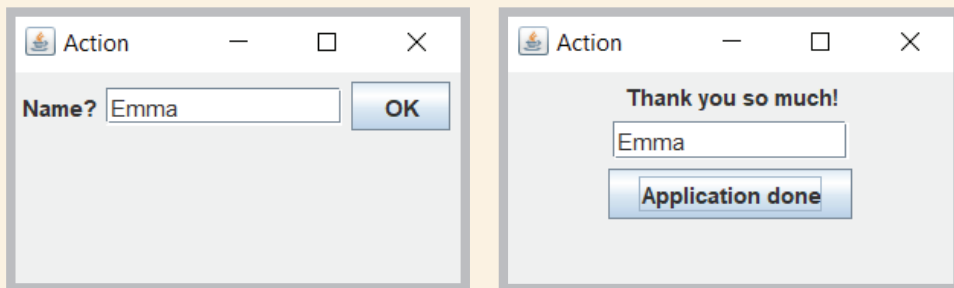 Action
Name? Emma OK
Action
Thank you so much!
Emma
Application done